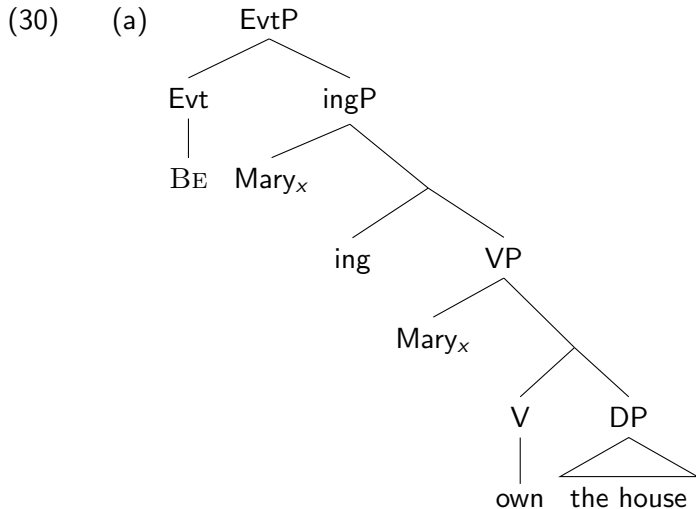 (30) (a) EvtP
Evt ingP
BE Maryₓ
ing VP
Maryₓ
V DP
own the house